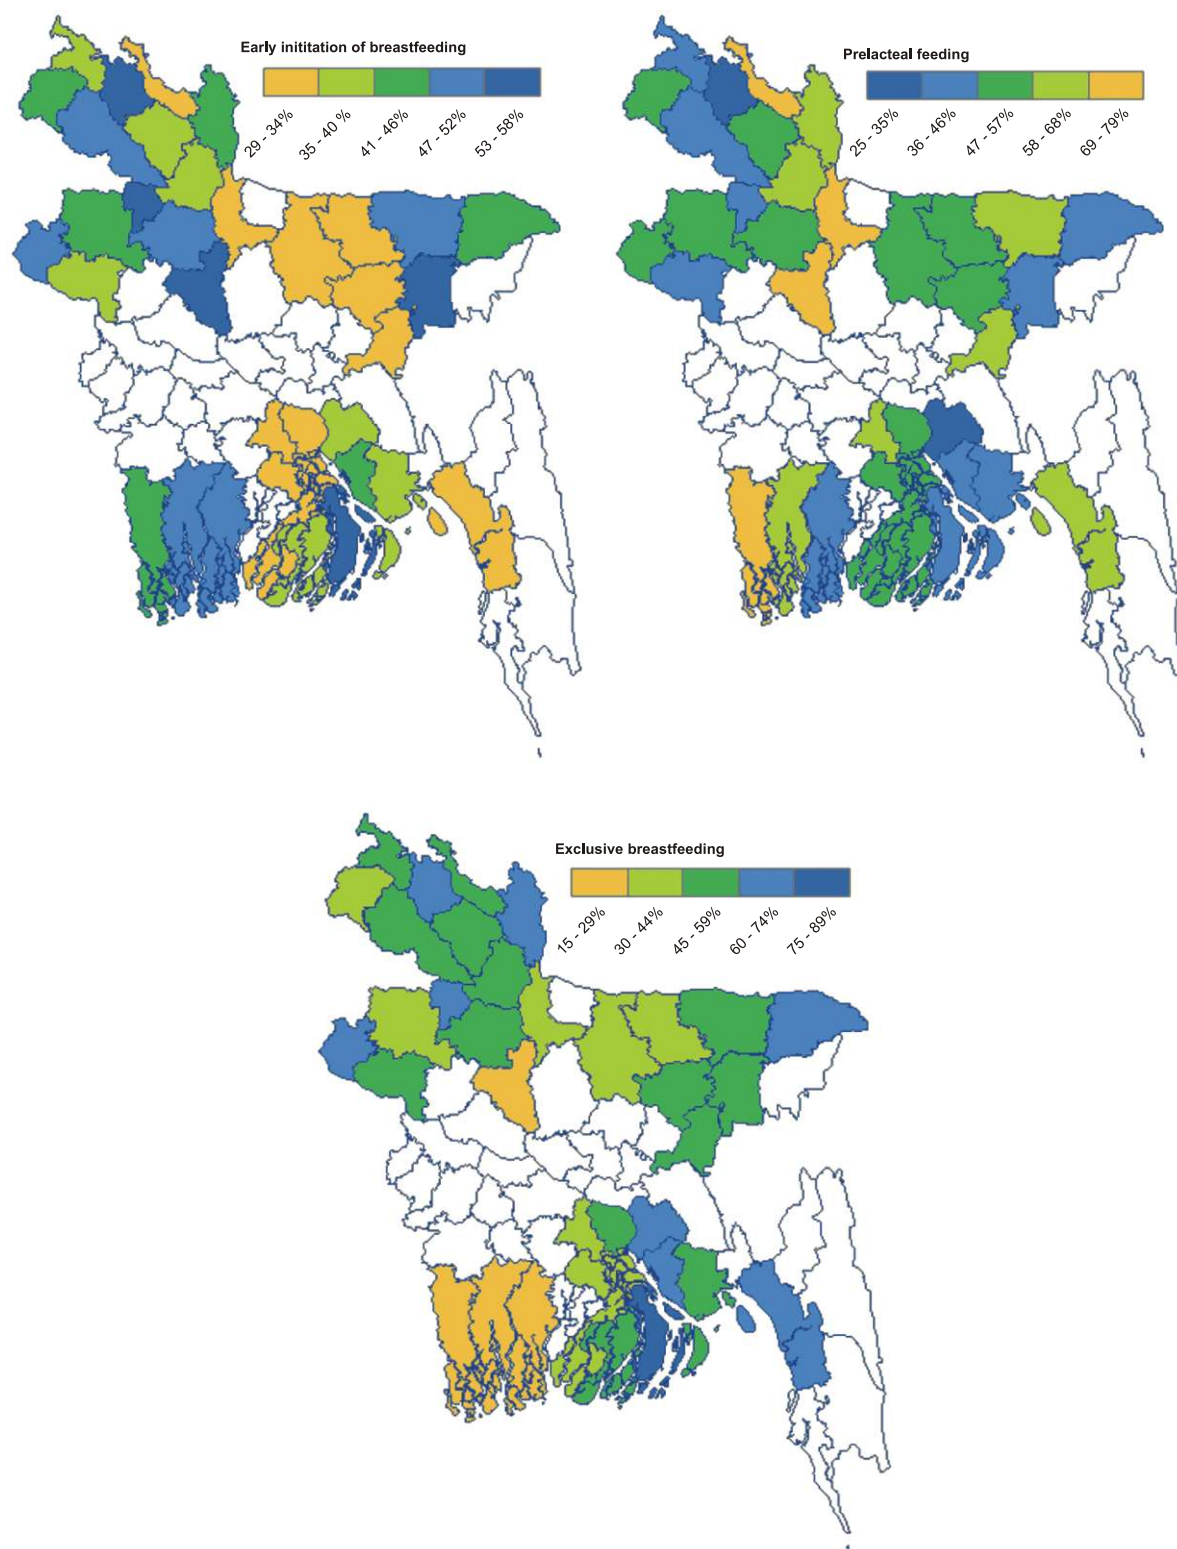 Early inititation of breastfeeding
29 - 34%
35 - 40 %
41 - 46%
47 - 52%
53 - 58%
Prelacteal feeding
25 - 35%
36 - 46%
47 - 57%
58 - 68%
69 - 79%
Exclusive breastfeeding
15 - 29%
30 - 44%
45 - 59%
60 - 74%
75 - 89%